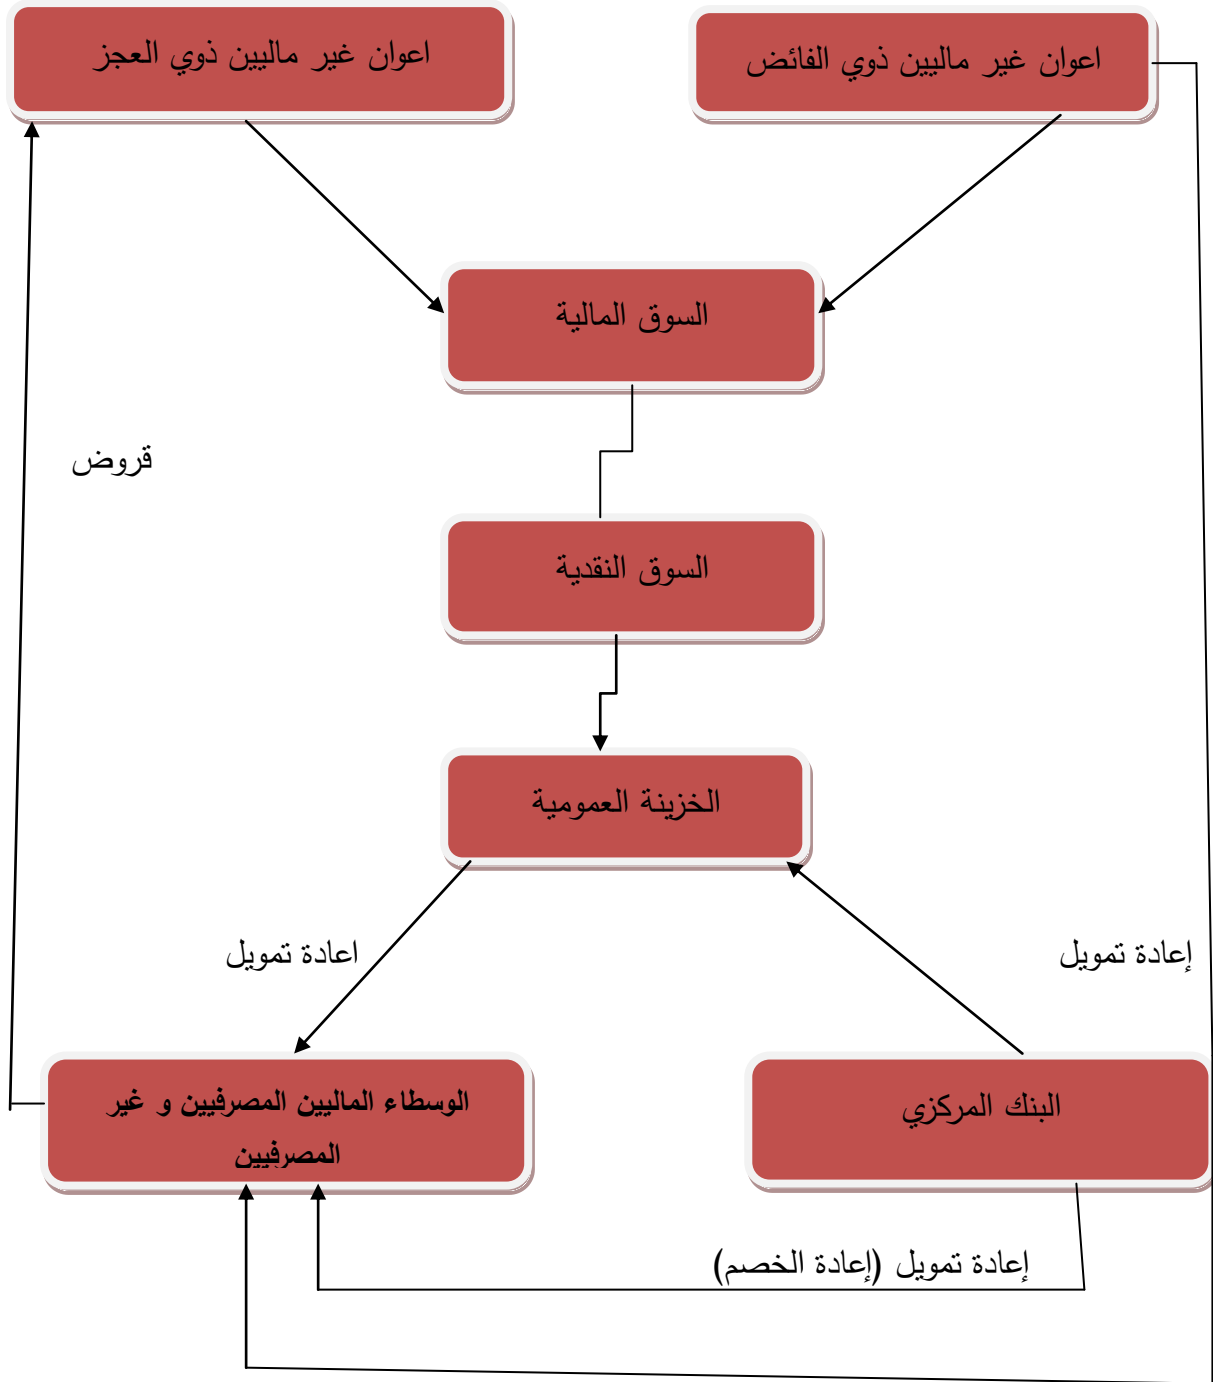 اعوان غير ماليين ذوي الفائض
اعوان غير ماليين ذوي العجز
السوق المالية
قروض
السوق النقدية
الخزينة العمومية
إعادة تمويل
اعادة تمويل
البنك المركزي
الوسطاء الماليين المصرفيين و غير
المصرفيين
إعادة تمويل (إعادة الخصم)